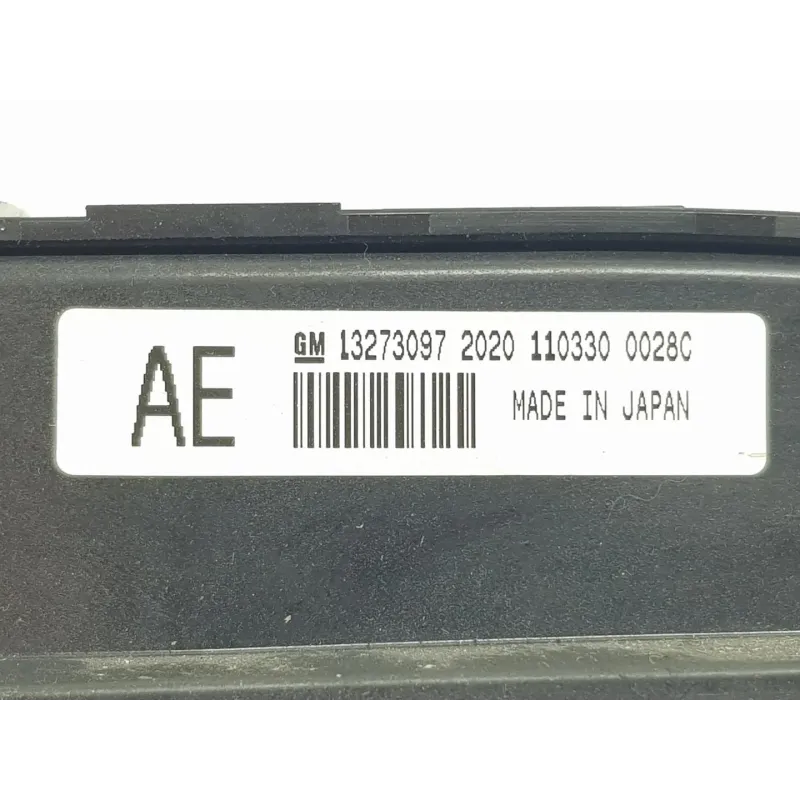 AE
GM 13273097 2020 110330 0028C
MADE IN JAPAN